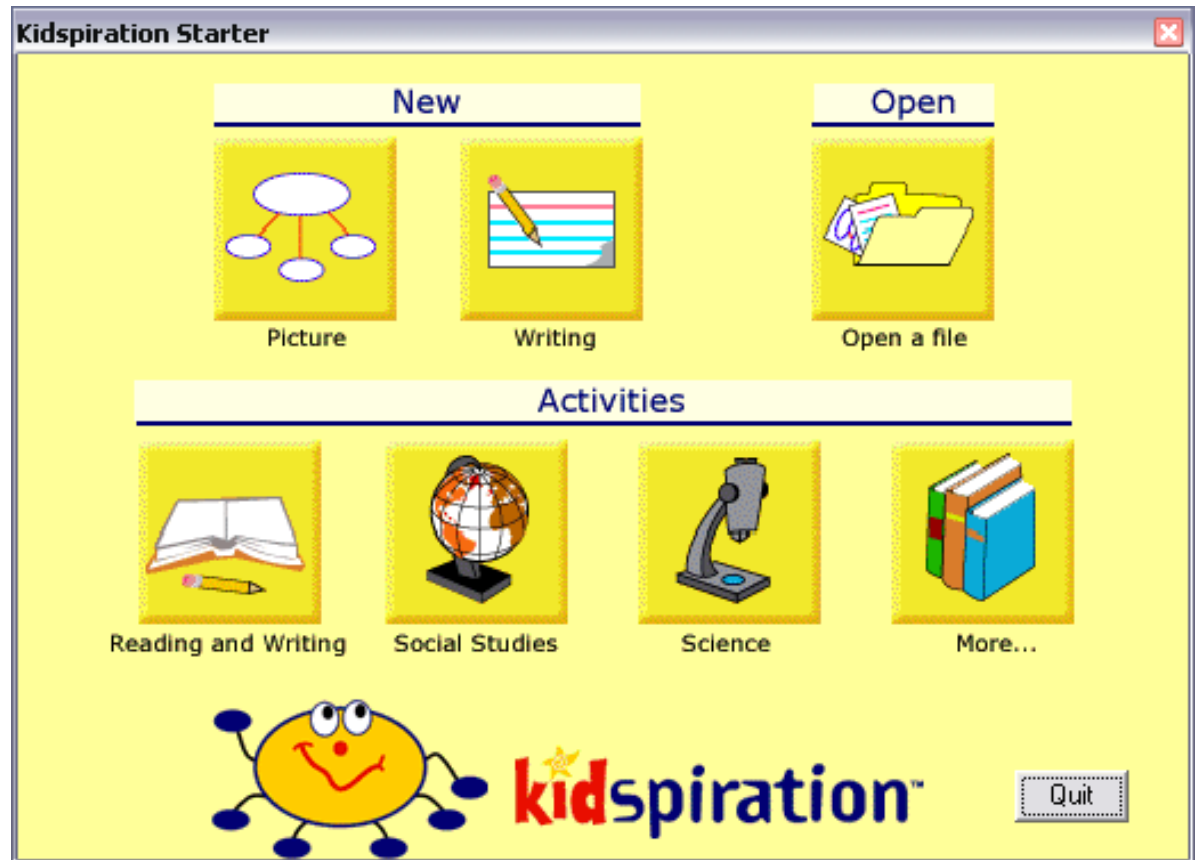 Kidspiration Starter
New
Open
Picture
Writing
Open a file
Activities
Reading and Writing
Social Studies
Science
More...
kidspiration™
Quit